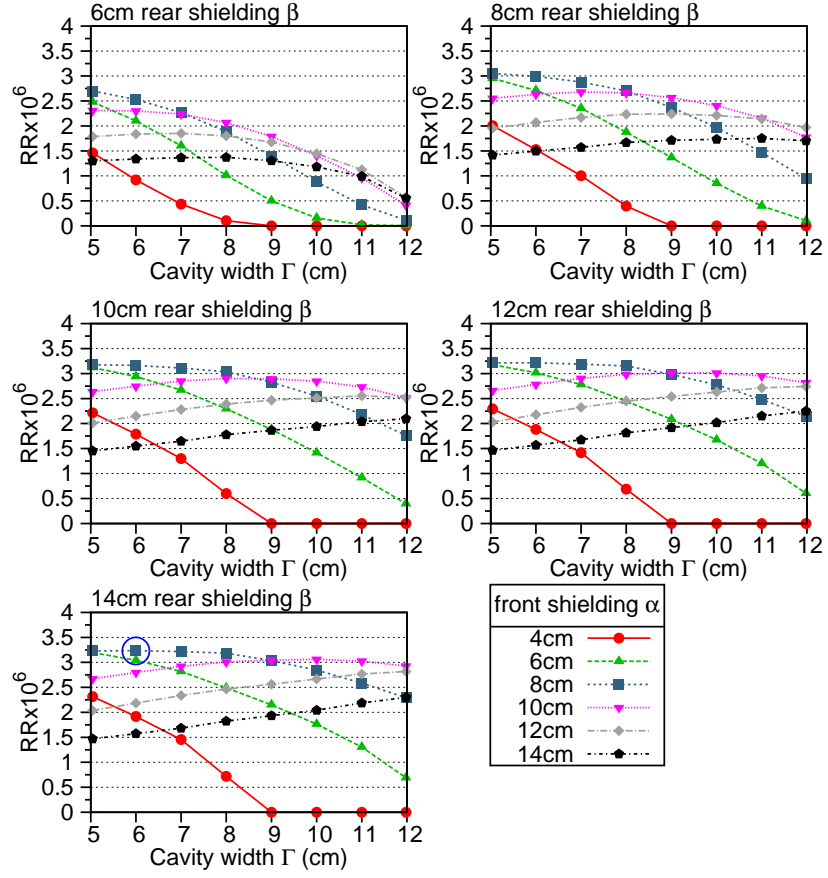 6cm rear shielding β
RRx10^6
4
3.5
3
2.5
2
1.5
1
0.5
0
5 6 7 8 9 10 11 12
Cavity width Γ (cm)
8cm rear shielding β
RRx10^6
4
3.5
3
2.5
2
1.5
1
0.5
0
5 6 7 8 9 10 11 12
Cavity width Γ (cm)
10cm rear shielding β
RRx10^6
4
3.5
3
2.5
2
1.5
1
0.5
0
5 6 7 8 9 10 11 12
Cavity width Γ (cm)
12cm rear shielding β
RRx10^6
4
3.5
3
2.5
2
1.5
1
0.5
0
5 6 7 8 9 10 11 12
Cavity width Γ (cm)
14cm rear shielding β
RRx10^6
4
3.5
3
2.5
2
1.5
1
0.5
0
5 6 7 8 9 10 11 12
Cavity width Γ (cm)
front shielding α
4cm
6cm
8cm
10cm
12cm
14cm